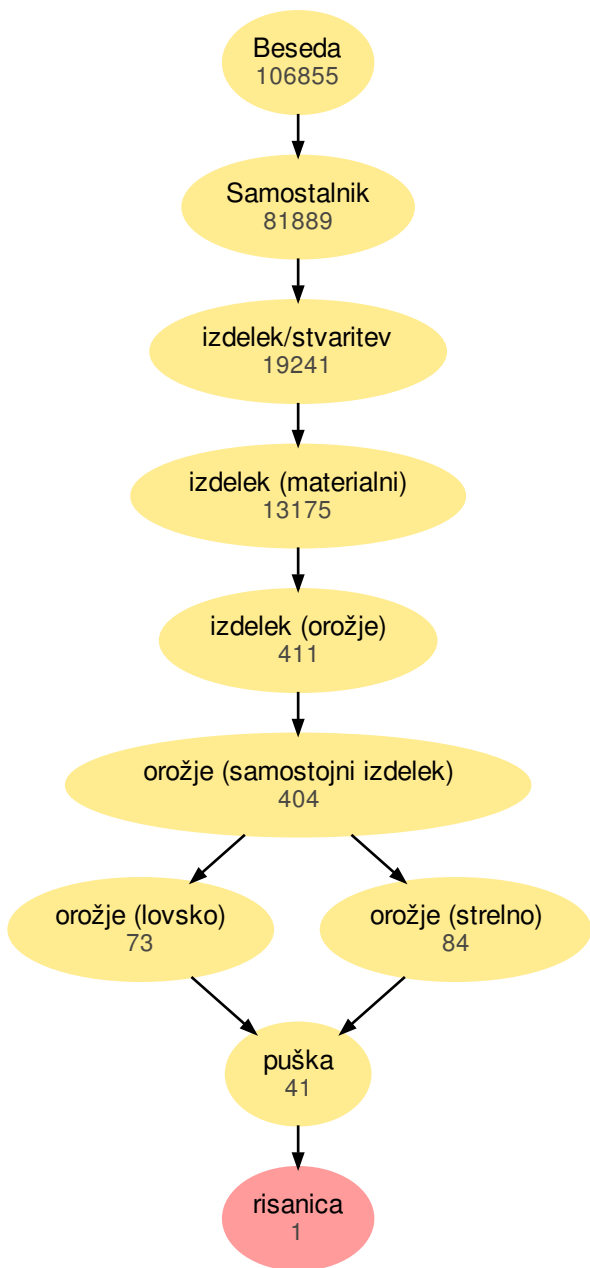 Beseda
106855
Samostalnik
81889
izdelek/stvaritev
19241
izdelek (materialni)
13175
izdelek (orožje)
411
orožje (samostojni izdelek)
404
orožje (lovsko)
73
orožje (strelno)
84
puška
41
risanica
1